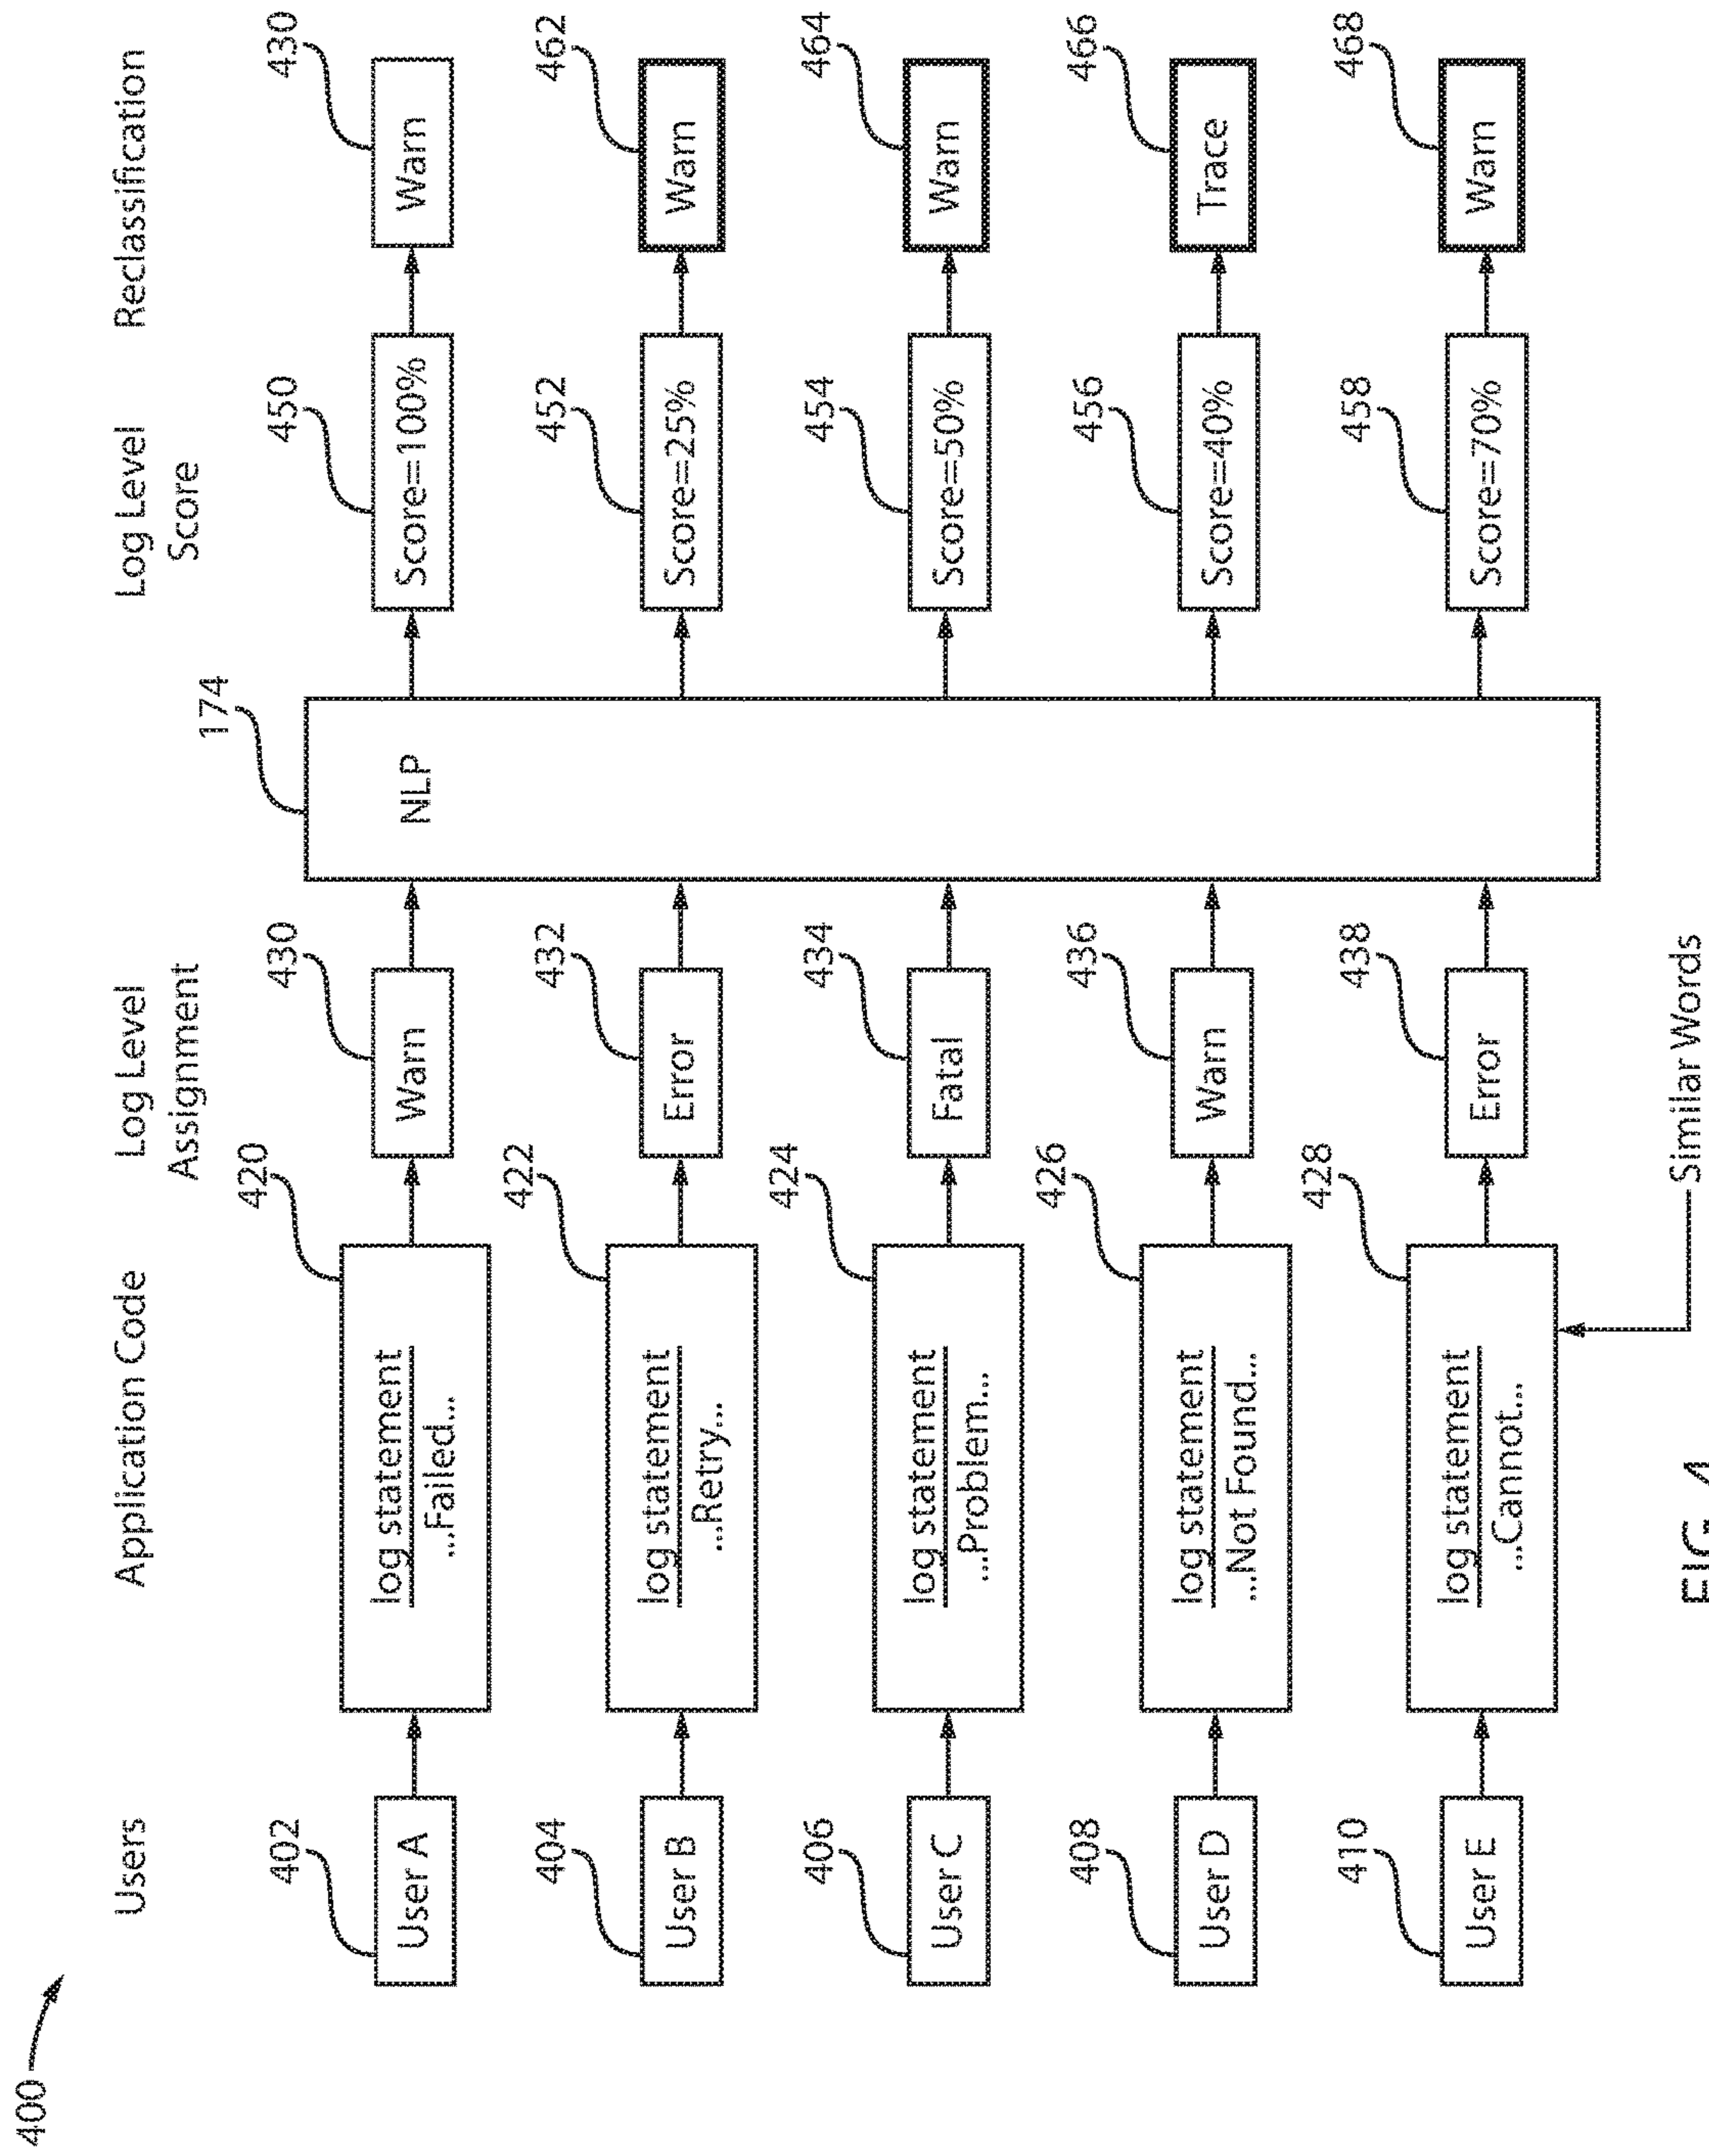 400
Users
Application Code
Log Level
Assignment
Log Level
Score
Reclassification
402
User A
420
log statement
...Failed...
430
Warn
174
NLP
450
Score=100%
430
Warn
404
User B
422
log statement
...Retry...
432
Error
452
Score=25%
462
Warn
406
User C
424
log statement
...Problem...
434
Fatal
454
Score=50%
464
Warn
408
User D
426
log statement
...Not Found...
436
Warn
456
Score=40%
466
Trace
410
User E
428
log statement
...Cannot...
438
Error
458
Score=70%
468
Warn
Similar Words
FIG. 4